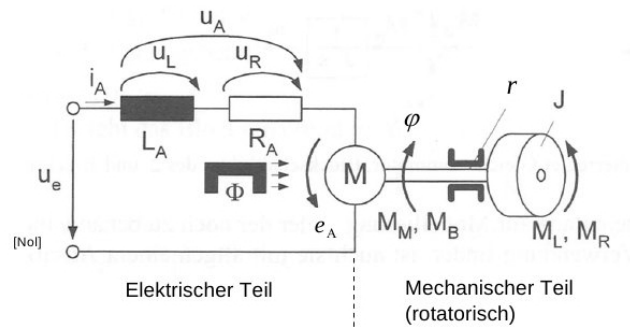 u_A
u_L
u_R
i_A
L_A
R_A
u_e
[Nol]
Φ
e_A
M
φ
M_M, M_B
r
J
M_L, M_R
Elektrischer Teil
Mechanischer Teil
(rotatorisch)